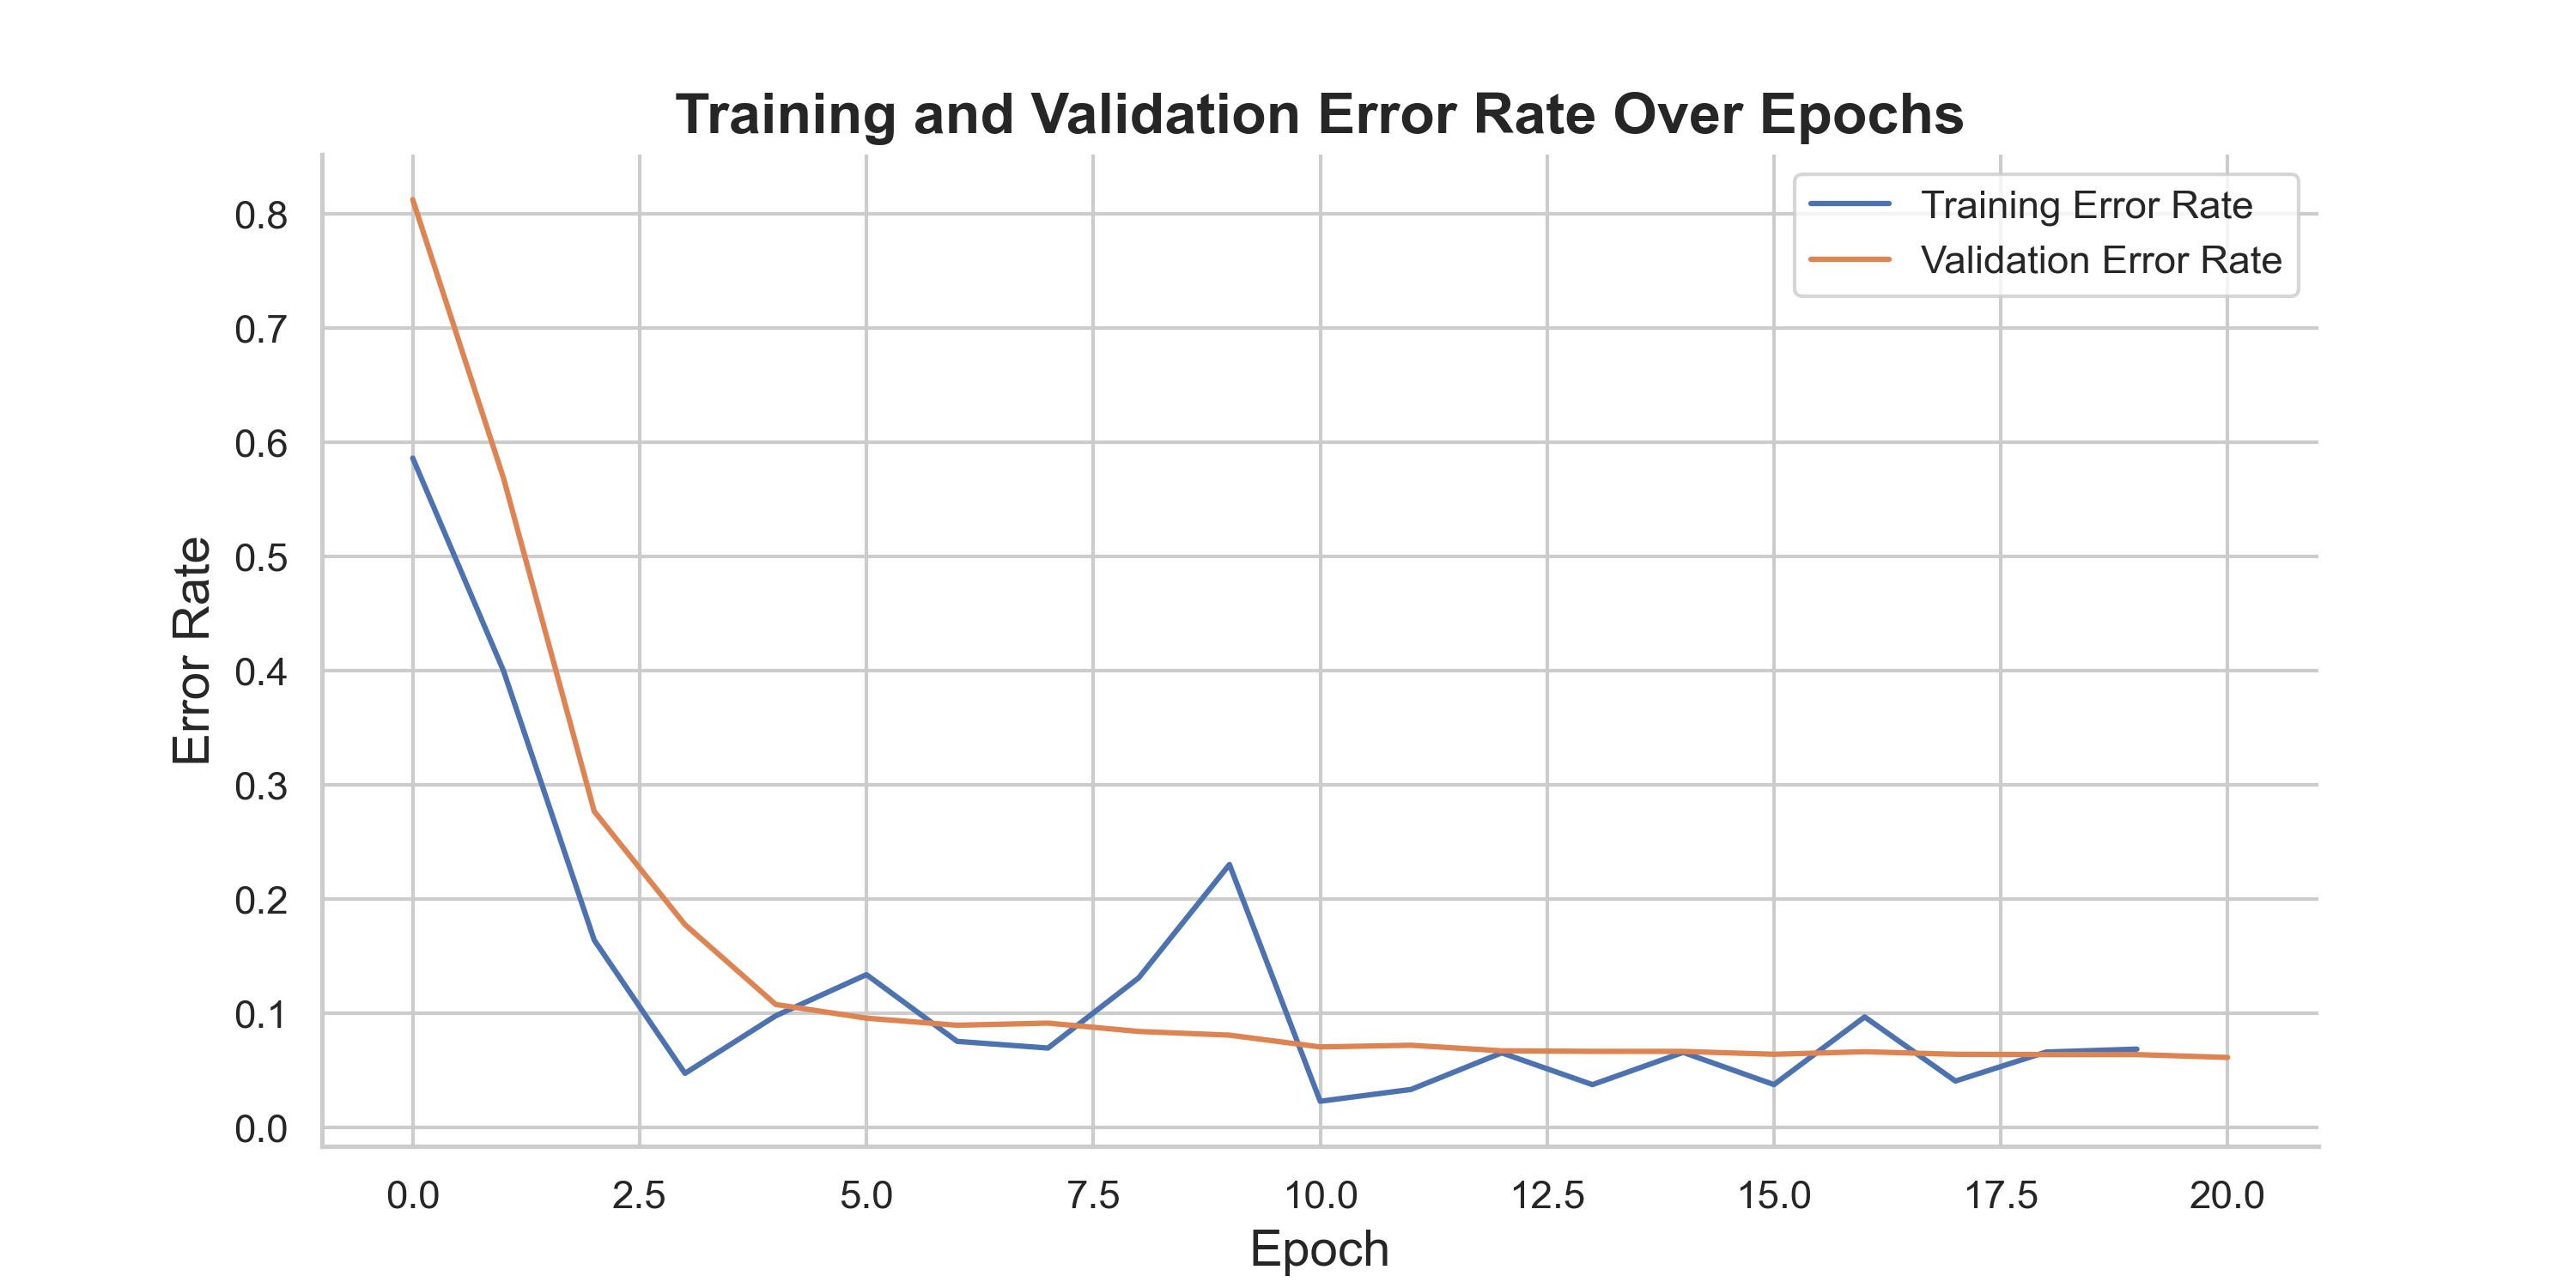 Training and Validation Error Rate Over Epochs
Training Error Rate
Validation Error Rate
Error Rate
0.8
0.7
0.6
0.5
0.4
0.3
0.2
0.1
0.0
0.0 2.5 5.0 7.5 10.0 12.5 15.0 17.5 20.0
Epoch